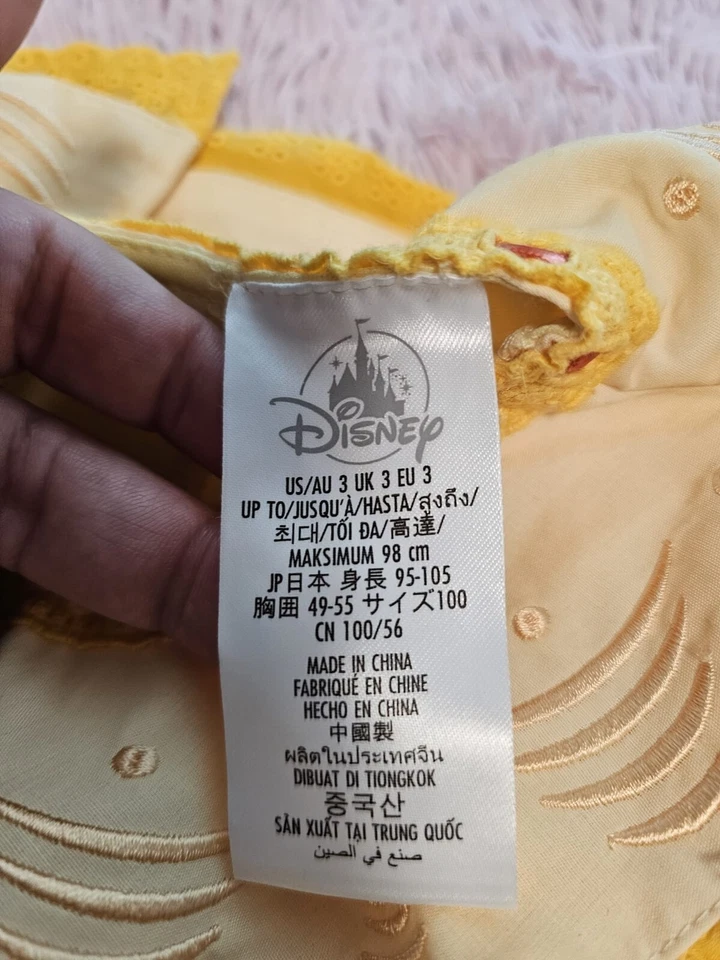 Disney
US/AU 3 UK 3 EU 3
UP TO/JUSQU'À/HASTA/สูงถึง/
최대/TỐI ĐA/高達/
MAKSIMUM 98 cm
JP日本 身長 95-105
胸囲 49-55 サイズ100
CN 100/56
MADE IN CHINA
FABRIQUÉ EN CHINE
HECHO EN CHINA
中國製
ผลิตในประเทศจีน
DIBUAT DI TIONGKOK
중국산
SẢN XUẤT TẠI TRUNG QUỐC
صنع في الصين